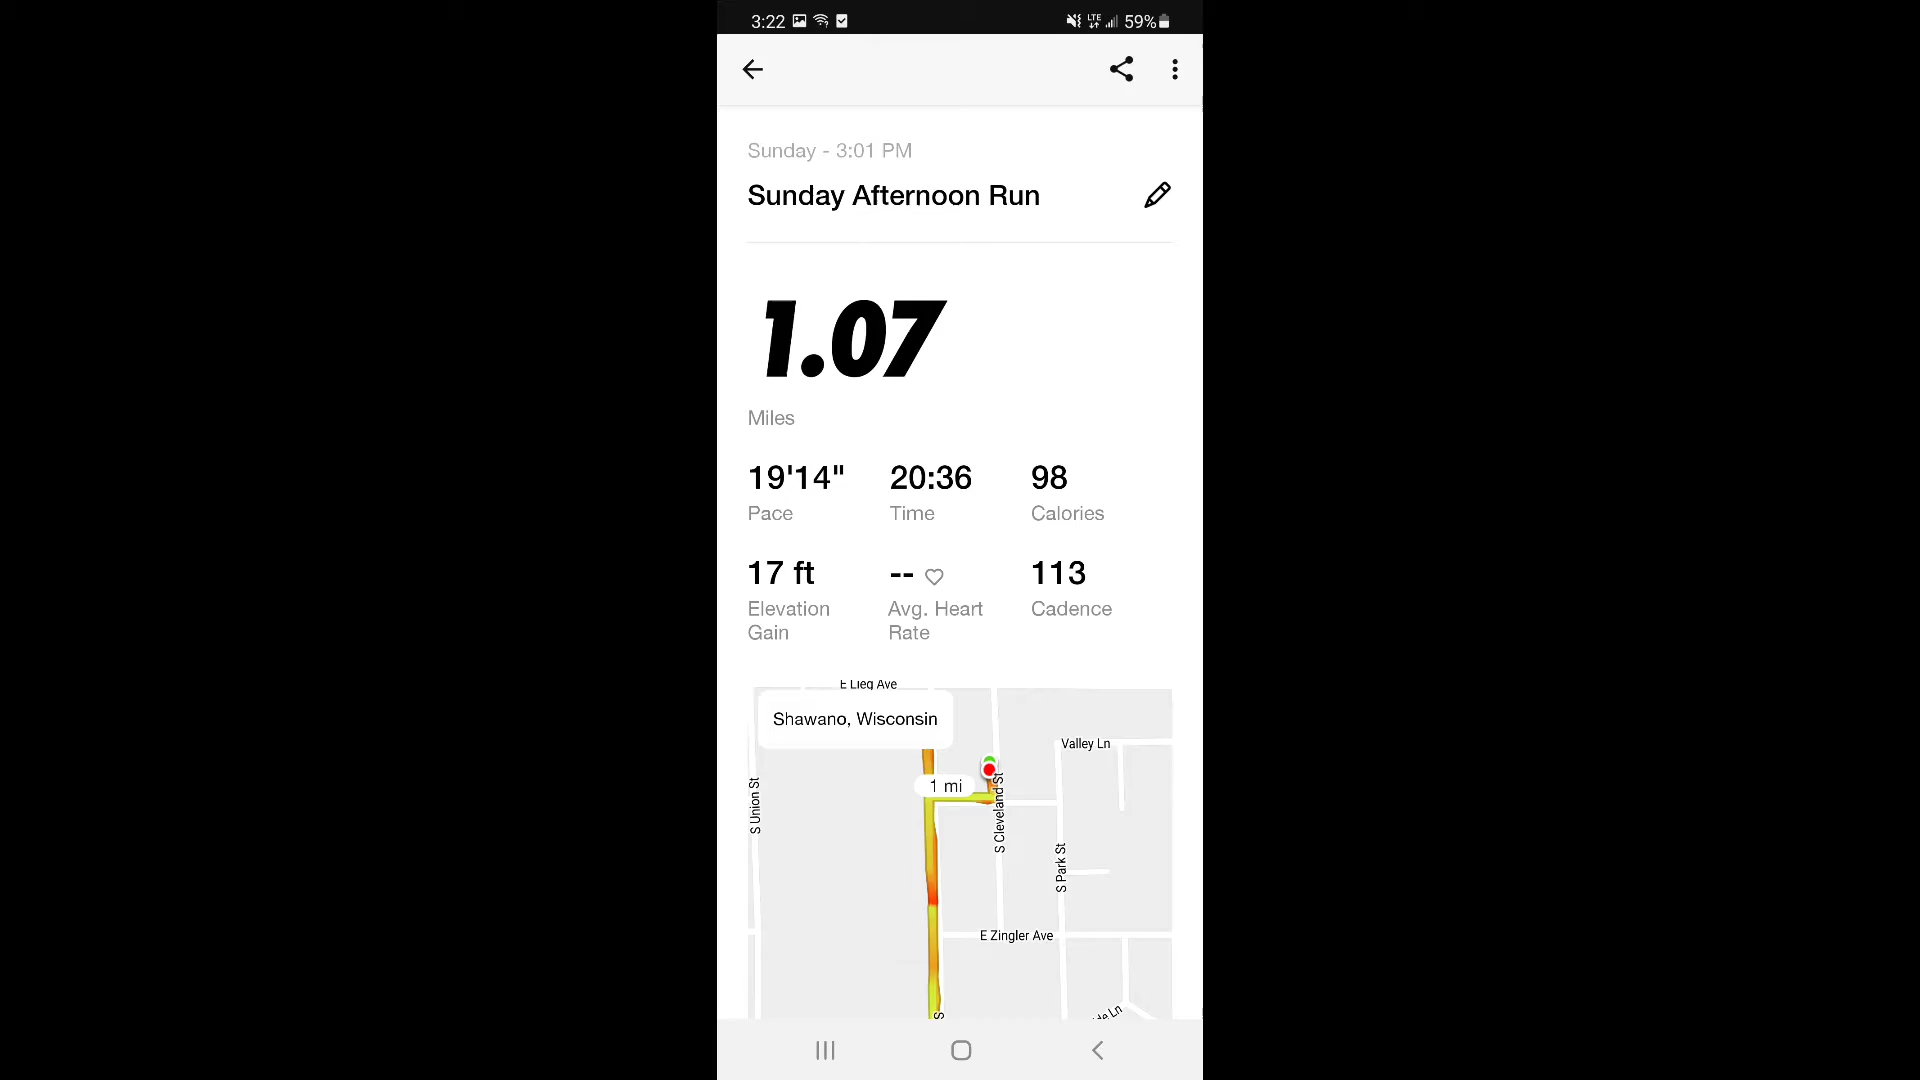 3:22
LTE 59%
Sunday - 3:01 PM
Sunday Afternoon Run
1.07
Miles
19'14" 20:36 98
Pace Time Calories
17 ft -- 113
Elevation Gain
Avg. Heart Rate
Cadence
E Lieg Ave
Shawano, Wisconsin
Valley Ln
1 mi
S Union St
S Cleveland St
S Park St
E Zingler Ave
S
Ln